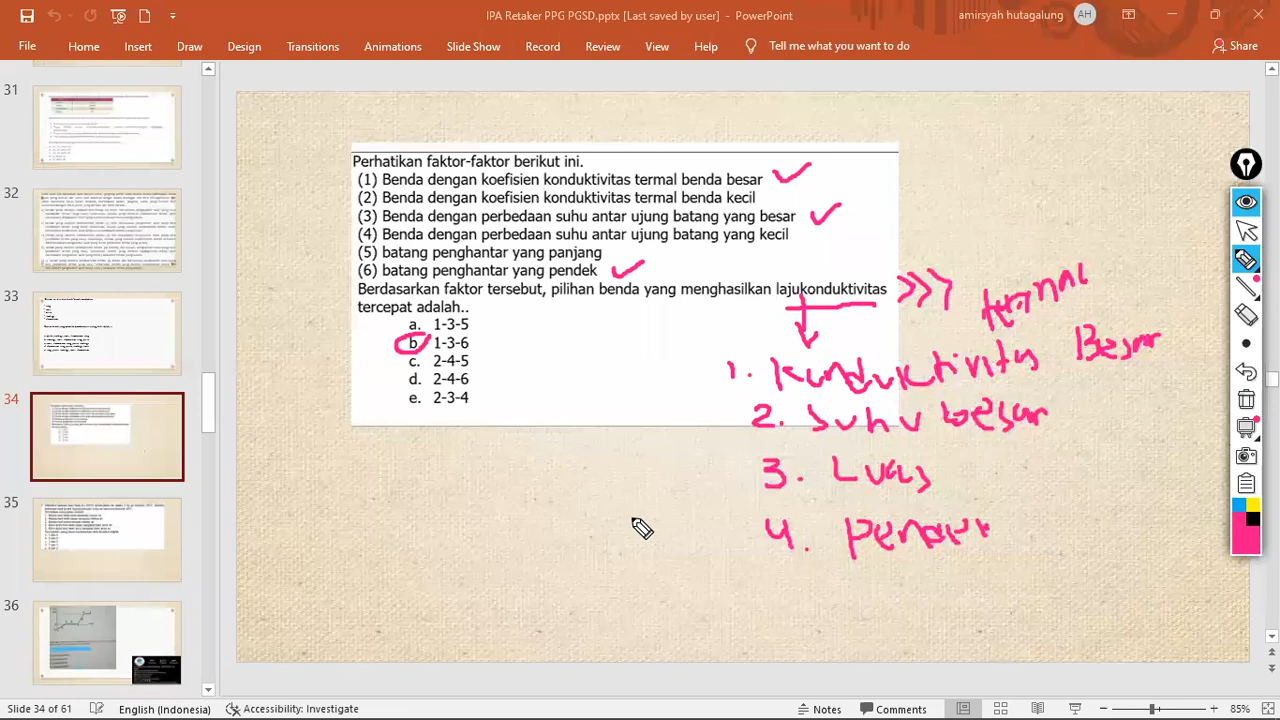 IPA Retaker PPG PGSD.pptx [Last saved by user] - PowerPoint
amirsyah hutagalung AH
File Home Insert Draw Design Transitions Animations Slide Show Record Review View Help Tell me what you want to do Share
31
32
33
34
35
36
Perhatikan faktor-faktor berikut ini.
(1) Benda dengan koefisien konduktivitas termal benda besar
(2) Benda dengan koefisien konduktivitas termal benda kecil
(3) Benda dengan perbedaan suhu antar ujung batang yang besar
(4) Benda dengan perbedaan suhu antar ujung batang yang kecil
(5) batang penghantar yang panjang
(6) batang penghantar yang pendek
Berdasarkan faktor tersebut, pilihan benda yang menghasilkan lajukonduktivitas
tercepat adalah..
a. 1-3-5
b. 1-3-6
c. 2-4-5
d. 2-4-6
e. 2-3-4
>>> termal
1. Konduktivitas Besar
2. Suhu besar
3. Luas
4. Pendek
Slide 34 of 61 English (Indonesia) Accessibility: Investigate Notes Comments 85%